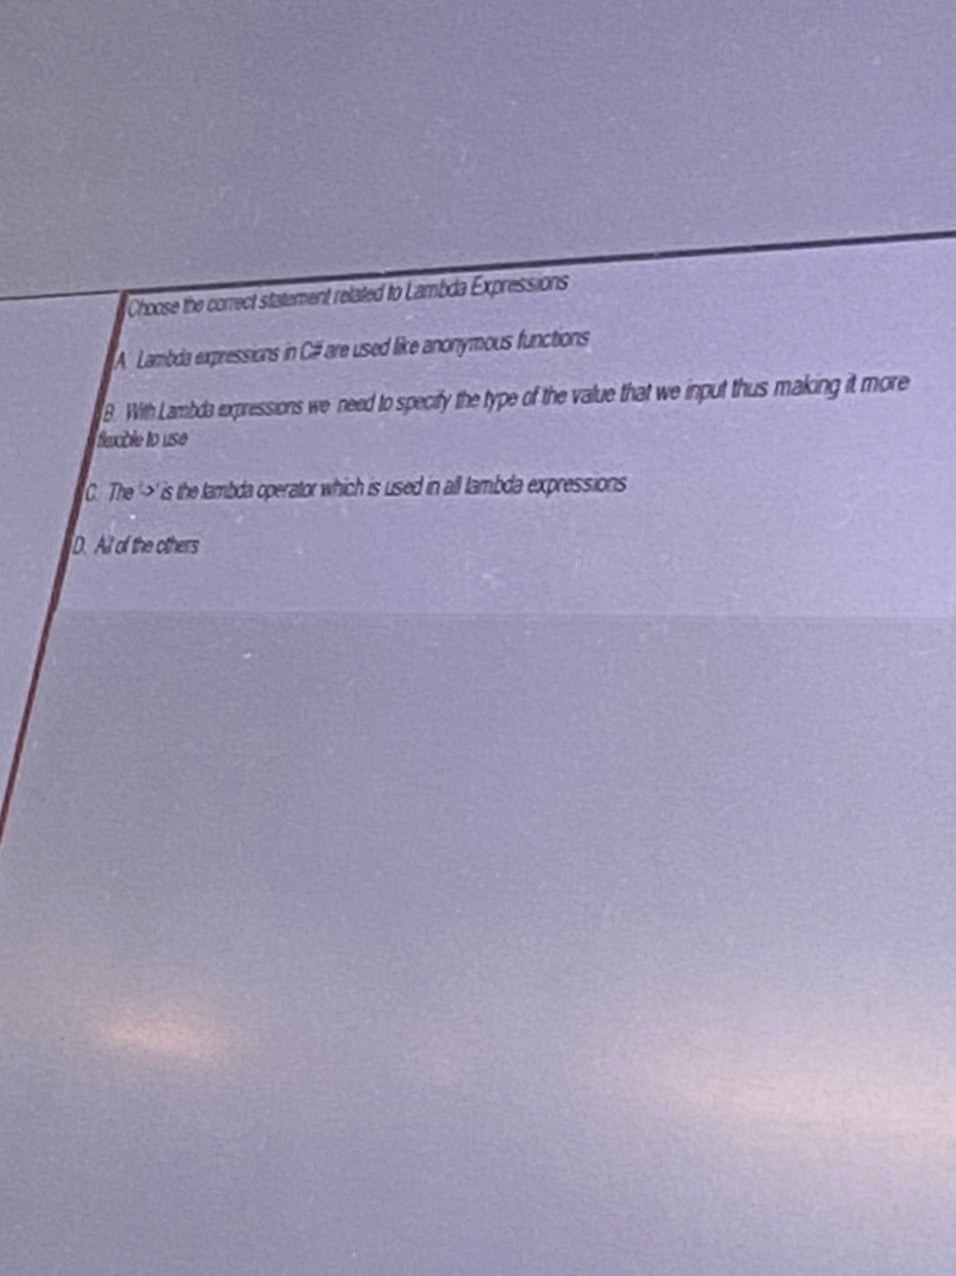 Choose the correct statement related to Lambda Expressions
A. Lambda expressions in C# are used like anonymous functions
B. With Lambda expressions we need to specify the type of the value that we input thus making it more
flexible to use
C. The '->' is the lambda operator which is used in all lambda expressions
D. All of the others